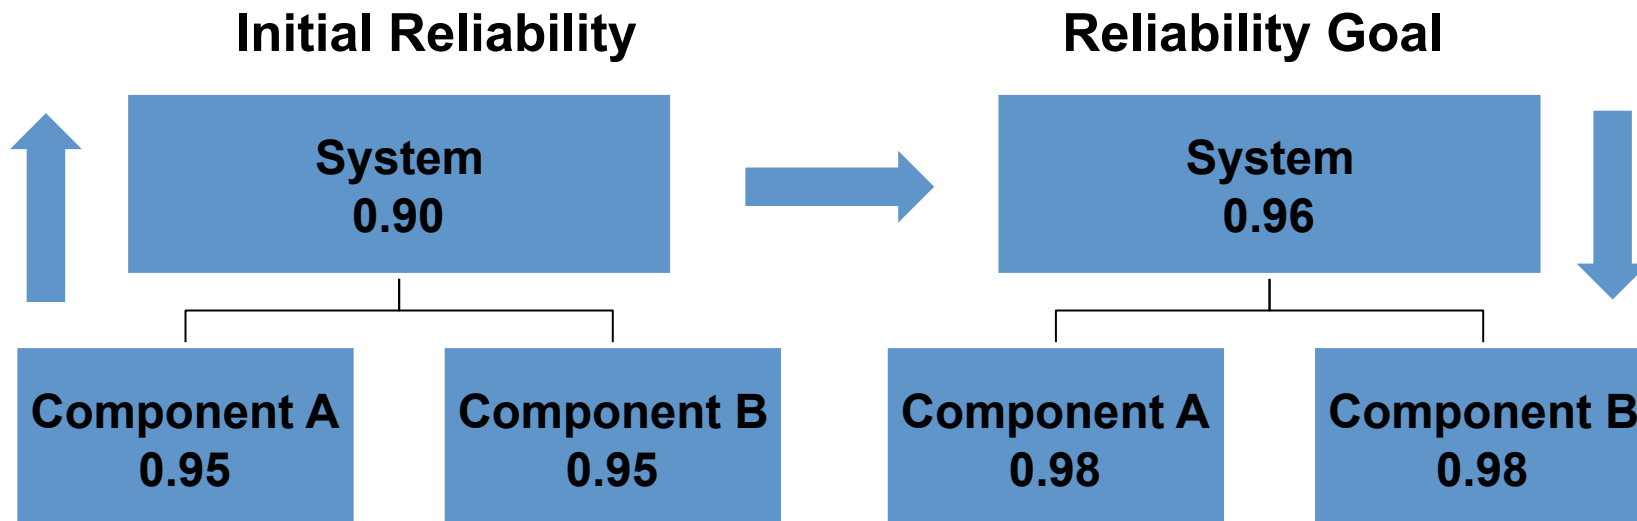 Initial Reliability
Reliability Goal
System
0.90
System
0.96
Component A
0.95
Component B
0.95
Component A
0.98
Component B
0.98